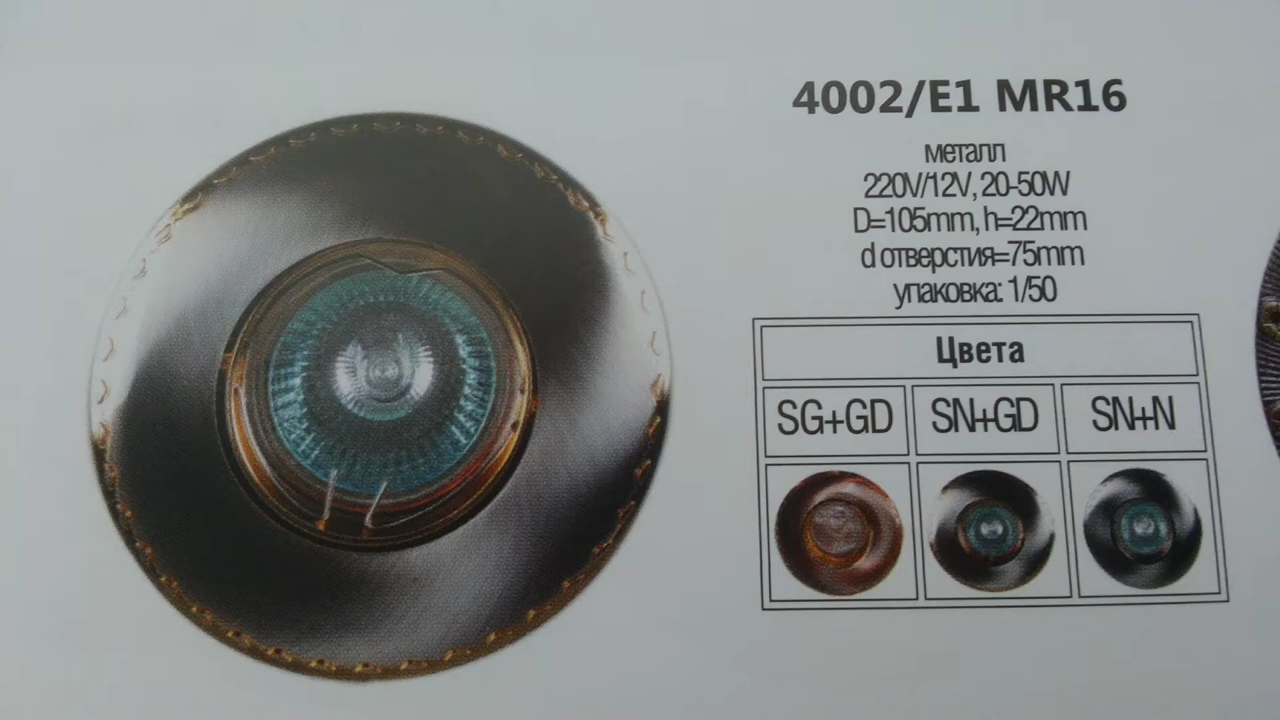 4002/E1 MR16
металл
220V/12V, 20-50W
D=105mm, h=22mm
d отверстия=75mm
упаковка: 1/50
Цвета
SG+GD SN+GD SN+N